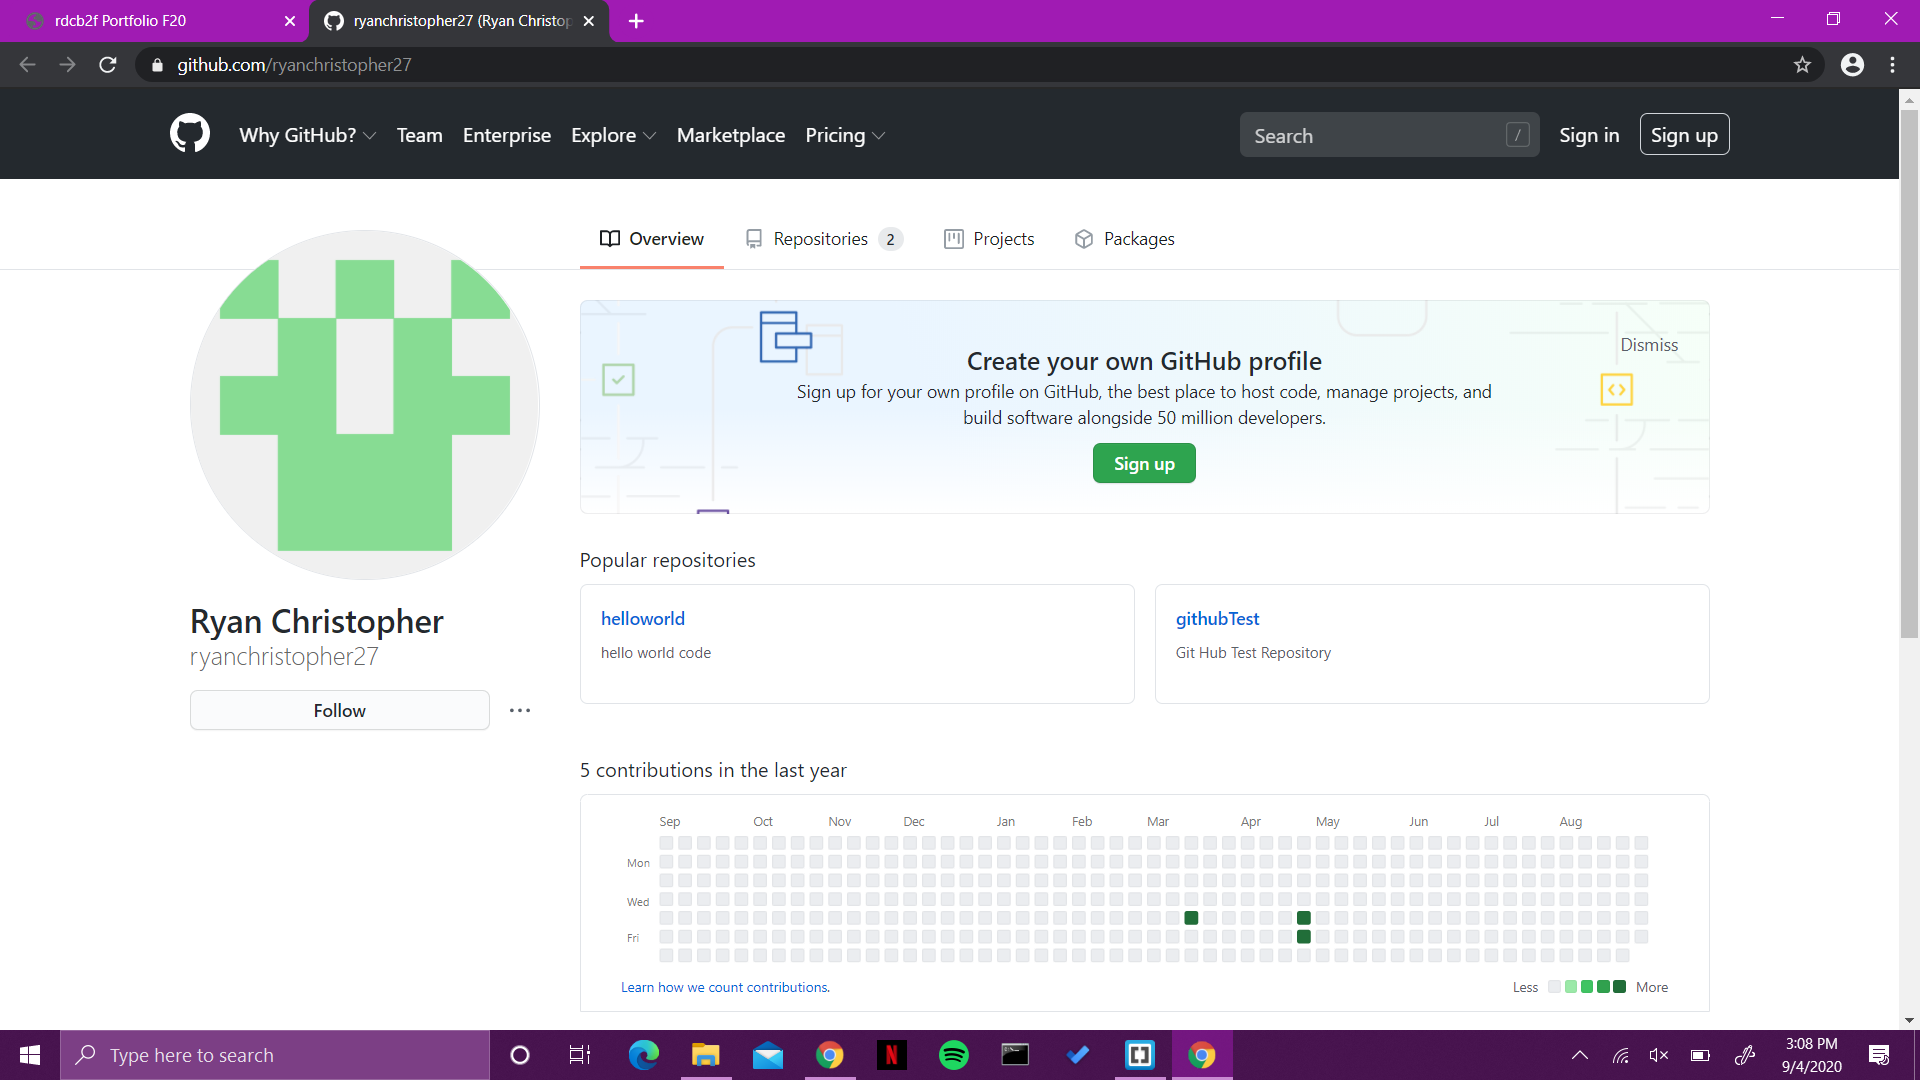 rdcb2f Portfolio F20
ryanchristopher27 (Ryan Christop
github.com/ryanchristopher27
Why GitHub? Team Enterprise Explore Marketplace Pricing
Search /
Sign in
Sign up
Overview
Repositories 2
Projects
Packages
Dismiss
Create your own GitHub profile
Sign up for your own profile on GitHub, the best place to host code, manage projects, and
build software alongside 50 million developers.
Sign up
Ryan Christopher
ryanchristopher27
Follow
Popular repositories
helloworld
hello world code
githubTest
Git Hub Test Repository
5 contributions in the last year
Sep Oct Nov Dec Jan Feb Mar Apr May Jun Jul Aug
Mon
Wed
Fri
Learn how we count contributions.
Less More
Type here to search
N
3:08 PM
9/4/2020